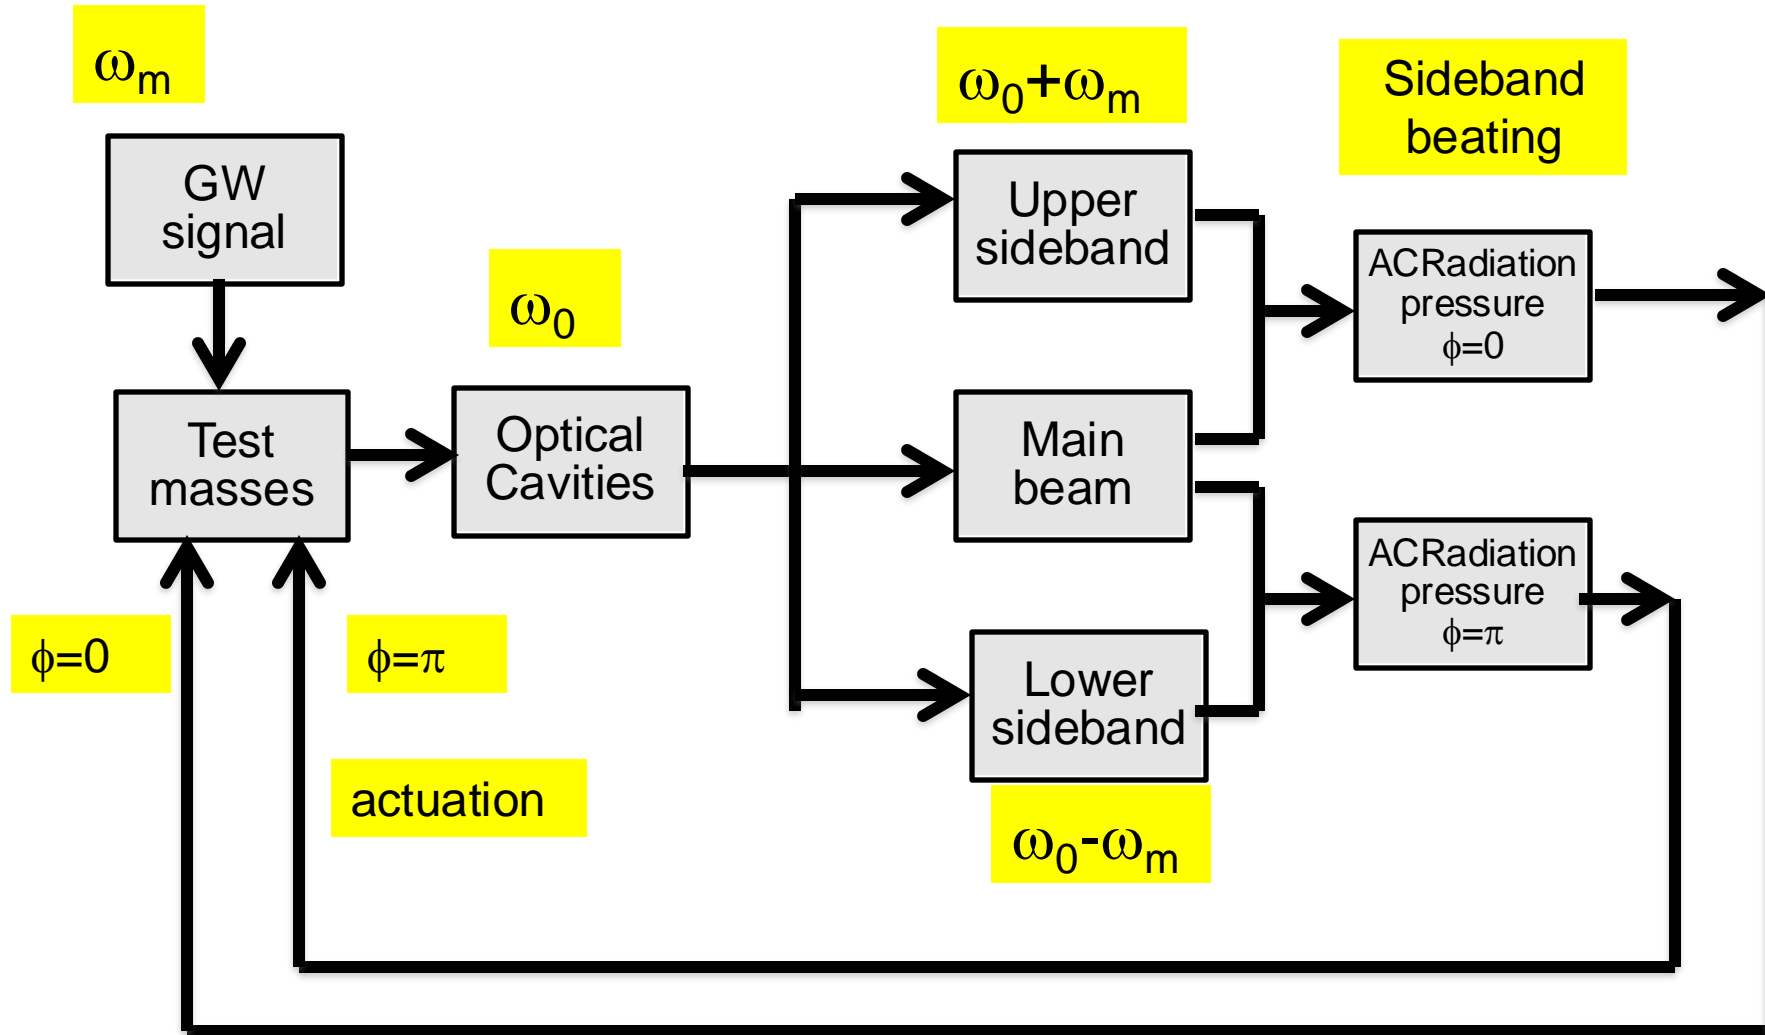 ωm
GW
signal
Test
masses
ω0
Optical
Cavities
ω0+ωm
Upper
sideband
Main
beam
Lower
sideband
ω0-ωm
Sideband
beating
ACRadiation
pressure
ϕ=0
ACRadiation
pressure
ϕ=π
ϕ=0
ϕ=π
actuation